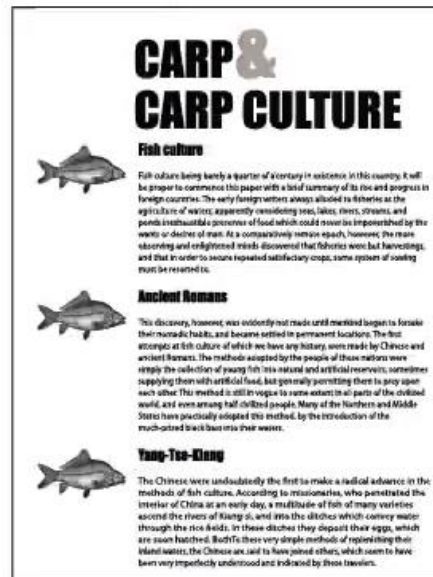 CARP &
CARP CULTURE
Fish culture
Fish culture being barely a quarter of a century in existence in this country, it will
be proper to commence this paper with a brief summary of its rise and progress in
foreign countries. The early foreign writers always alluded to fisheries as the
agriculture of waters; apparently considering seas, lakes, rivers, streams, and
ponds inexhaustible preserves of food which could never be impoverished by the
wants or desires of man. At a comparatively remote epoch, however, the more
observing and enlightened minds discovered that fisheries were but harvestings,
and that in order to secure repeated satisfactory crops, some system of sowing
must be resorted to.
Ancient Romans
This discovery, however, was evidently not made until mankind began to forsake
their nomadic habits, and became settled in permanent locations. The first
attempts at fish culture of which we have any history, were made by Chinese and
ancient Romans. The methods adopted by the people of those nations were
simply the collection of young fish into natural and artificial reservoirs, sometimes
supplying them with artificial food, but generally permitting them to prey upon
each other. This method is still in vogue to some extent in all parts of the civilized
world, and even among half civilized people. Many of the Northern and Middle
States have practically adopted this method, by the introduction of the
much-prized black bass into their waters.
Yang-Tse-Kiang
The Chinese were undoubtedly the first to make a radical advance in the
methods of fish culture. According to missionaries, who penetrated the
interior of China at an early day, a multitude of fish of many varieties
ascend the rivers of Kiang-si, and into the ditches which convey water
through the rice fields. In these ditches they deposit their eggs, which
are soon hatched. BothTo these very simple methods of replenishing their
inland waters, the Chinese are said to have joined others, which seem to have
been very imperfectly understood and indicated by these travelers.